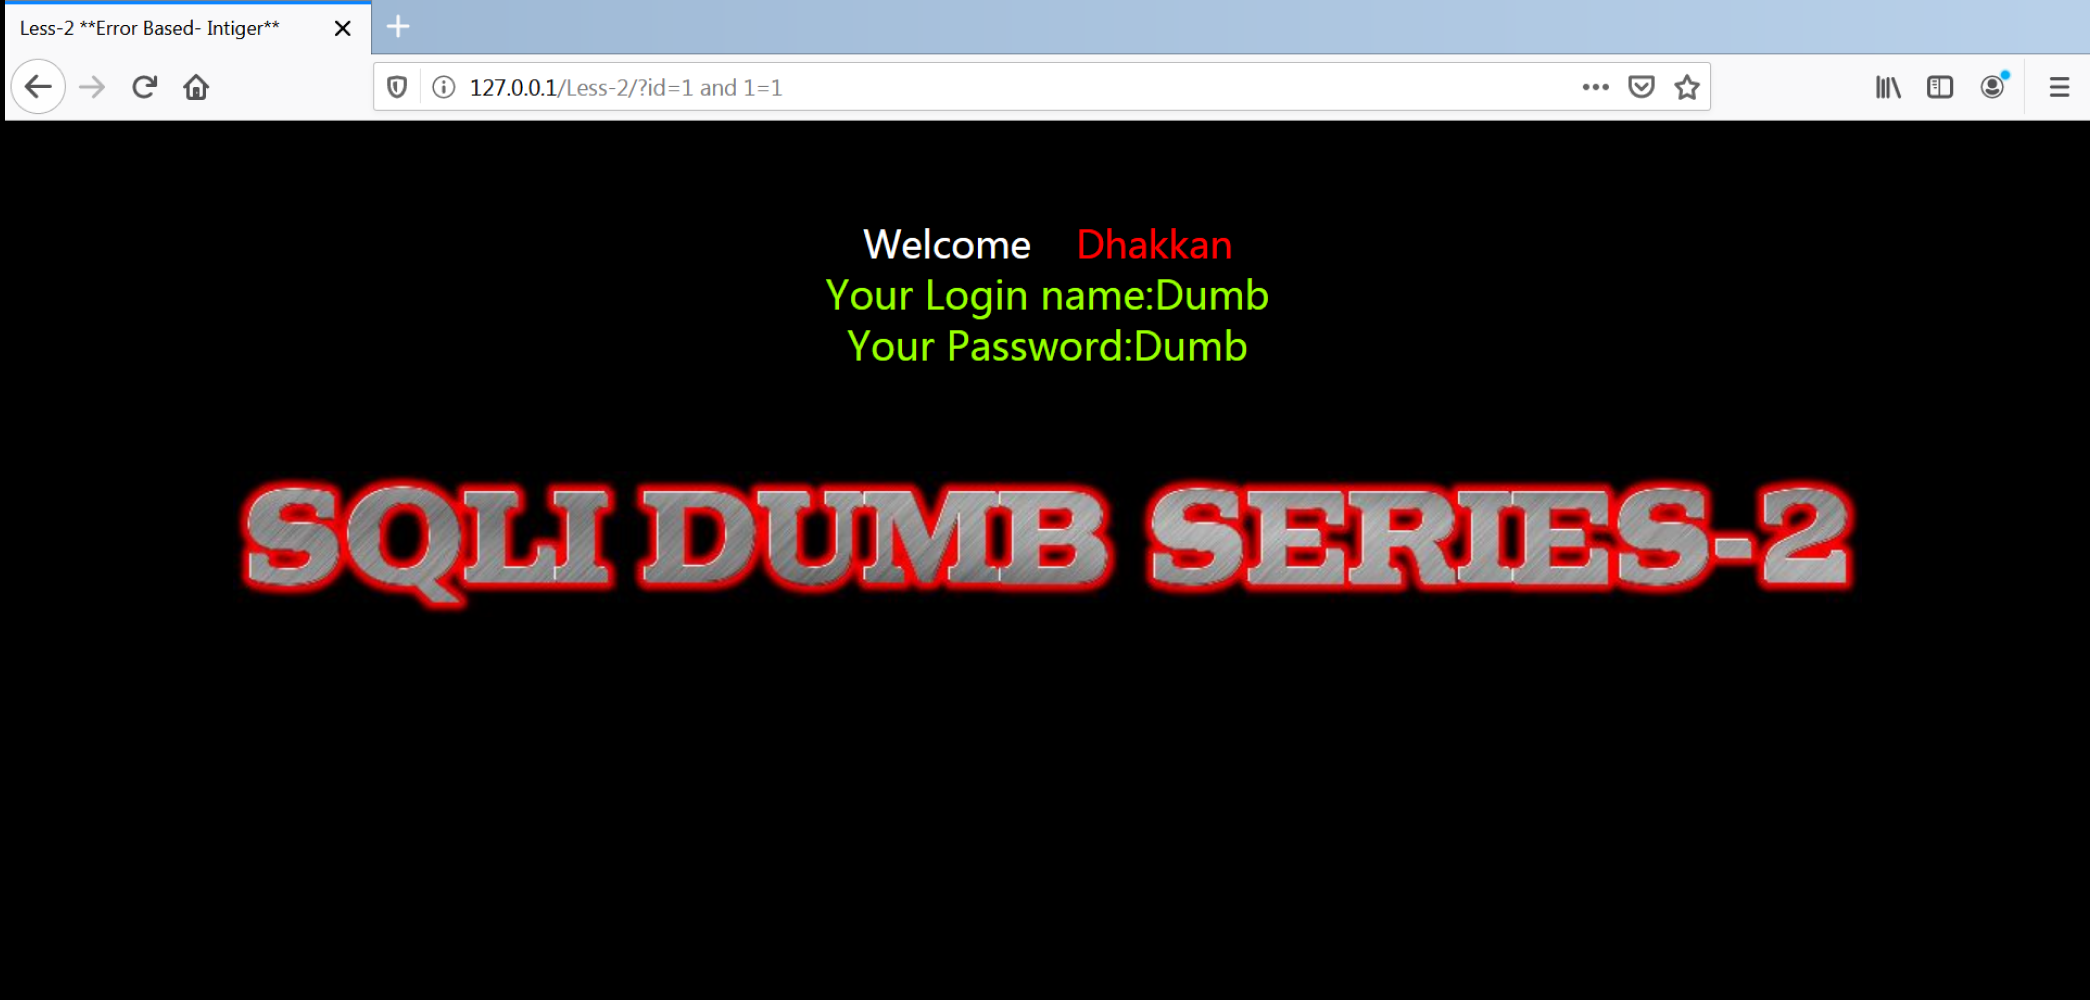 Less-2 **Error Based- Intiger**
127.0.0.1/Less-2/?id=1 and 1=1
Welcome Dhakkan
Your Login name:Dumb
Your Password:Dumb
SQLI DUMB SERIES-2